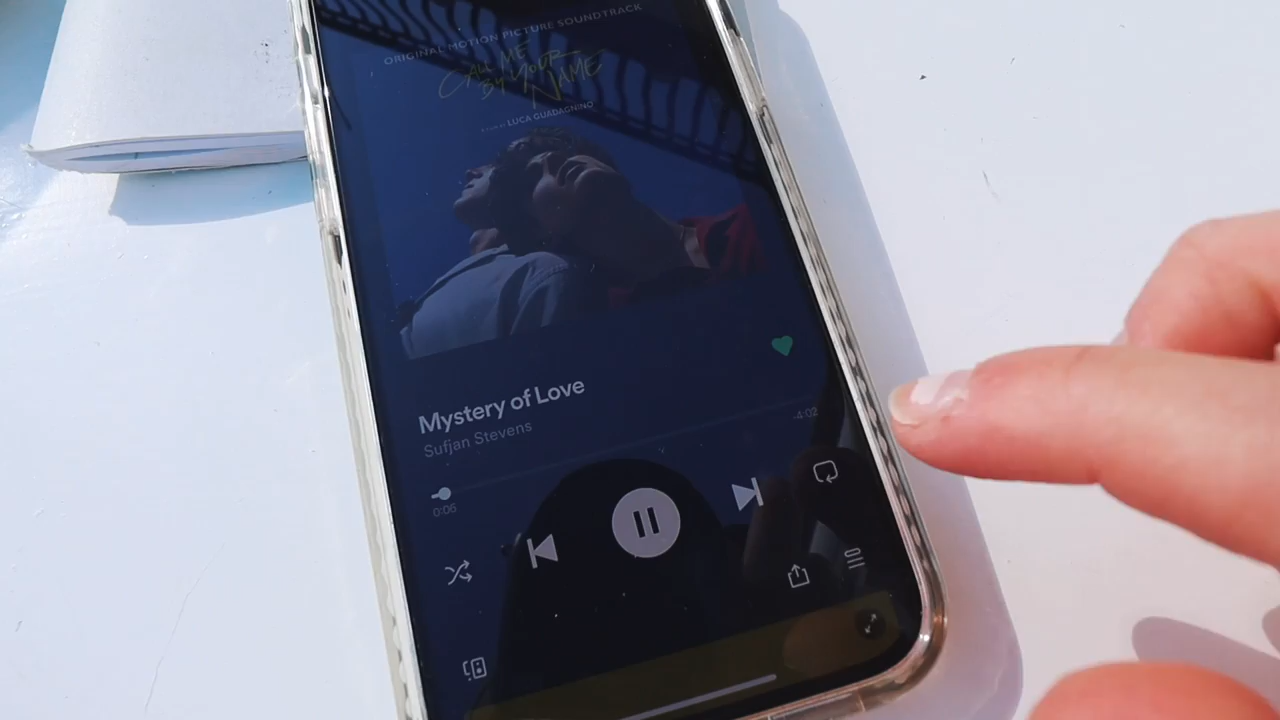 ORIGINAL MOTION PICTURE SOUNDTRACK
CALL ME
BY YOUR
NAME
LUCA GUADAGNINO
Mystery of Love
Sufjan Stevens
-4:02
0:06